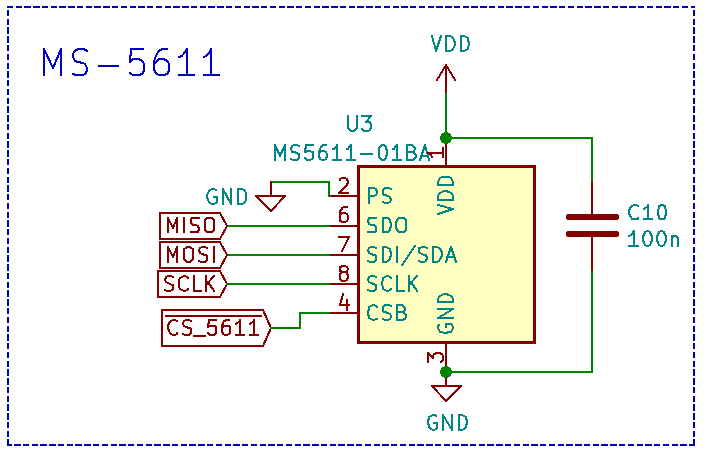 MS-5611
VDD
U3
MS5611-01BA
1
VDD
GND
2
PS
MISO
6
SDO
C10
100n
MOSI
7
SDI/SDA
SCLK
8
SCLK
CS_5611
4
CSB
GND
3
GND